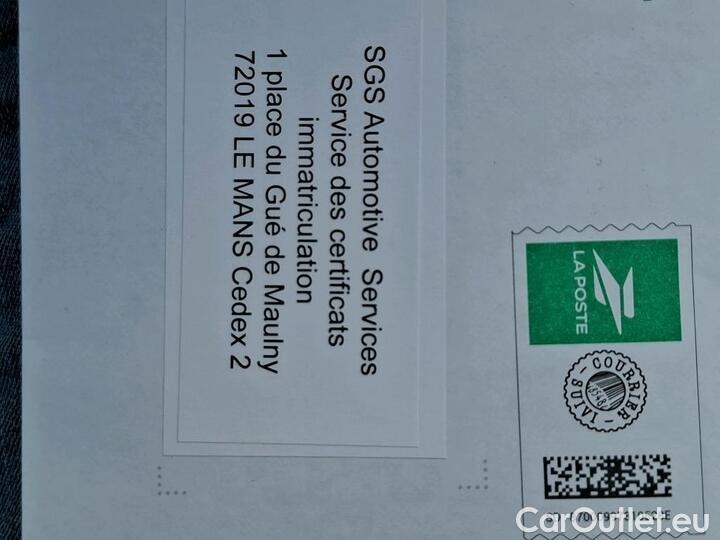 SGS Automotive Services
Service des certificats
immatriculation
1 place du Gué de Maulny
72019 LE MANS Cedex 2
LA POSTE
COURRIER
SUIVI
CarOutlet.eu